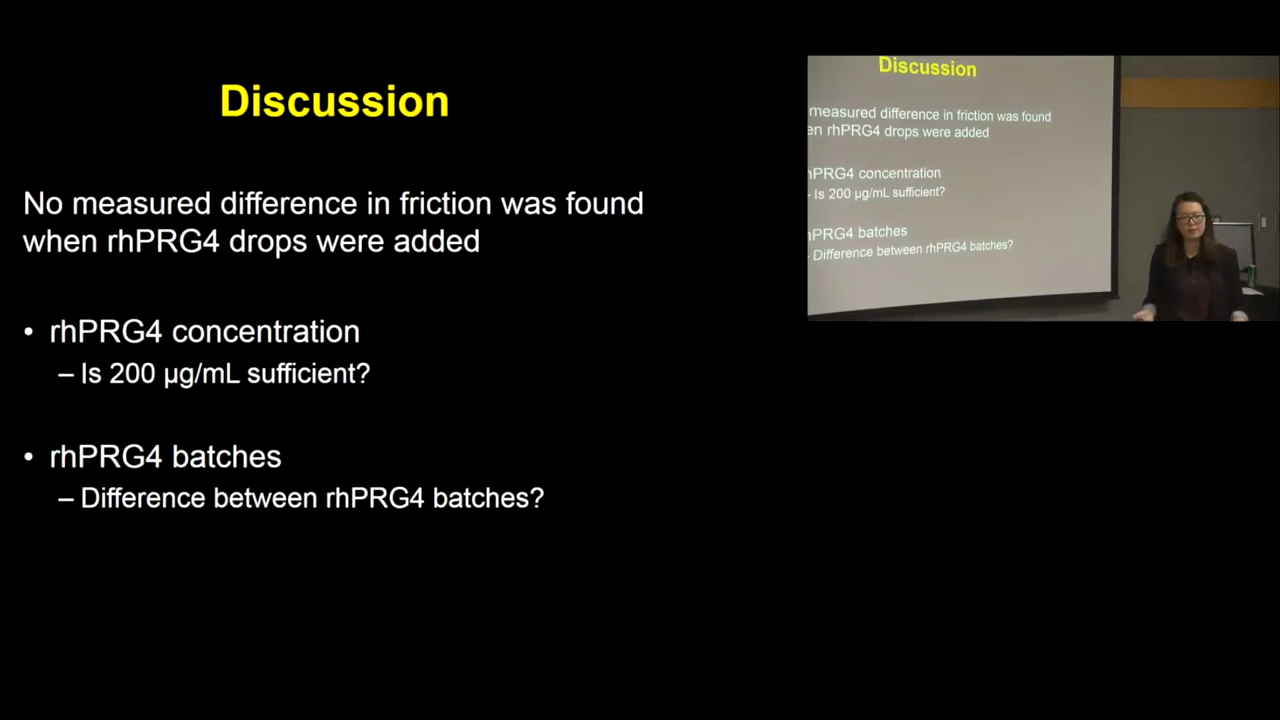 Discussion
No measured difference in friction was found
when rhPRG4 drops were added
• rhPRG4 concentration
– Is 200 µg/mL sufficient?
• rhPRG4 batches
– Difference between rhPRG4 batches?
Discussion
measured difference in friction was found
en rhPRG4 drops were added
hPRG4 concentration
- Is 200 µg/mL sufficient?
hPRG4 batches
- Difference between rhPRG4 batches?